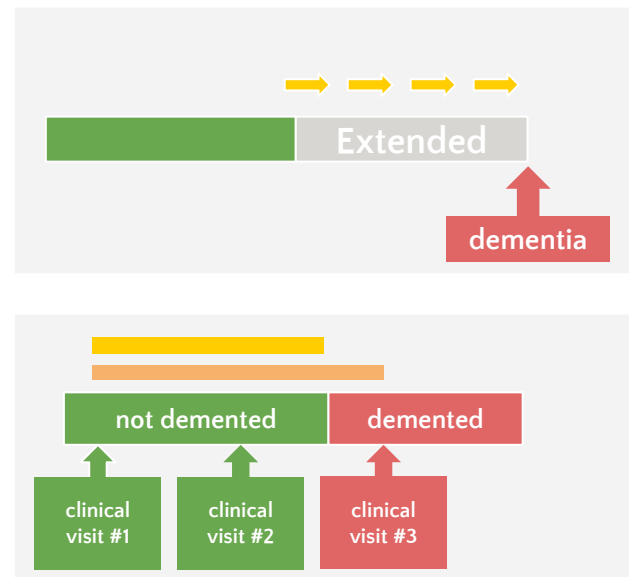 Extended
dementia
not demented
demented
clinical
visit #1
clinical
visit #2
clinical
visit #3